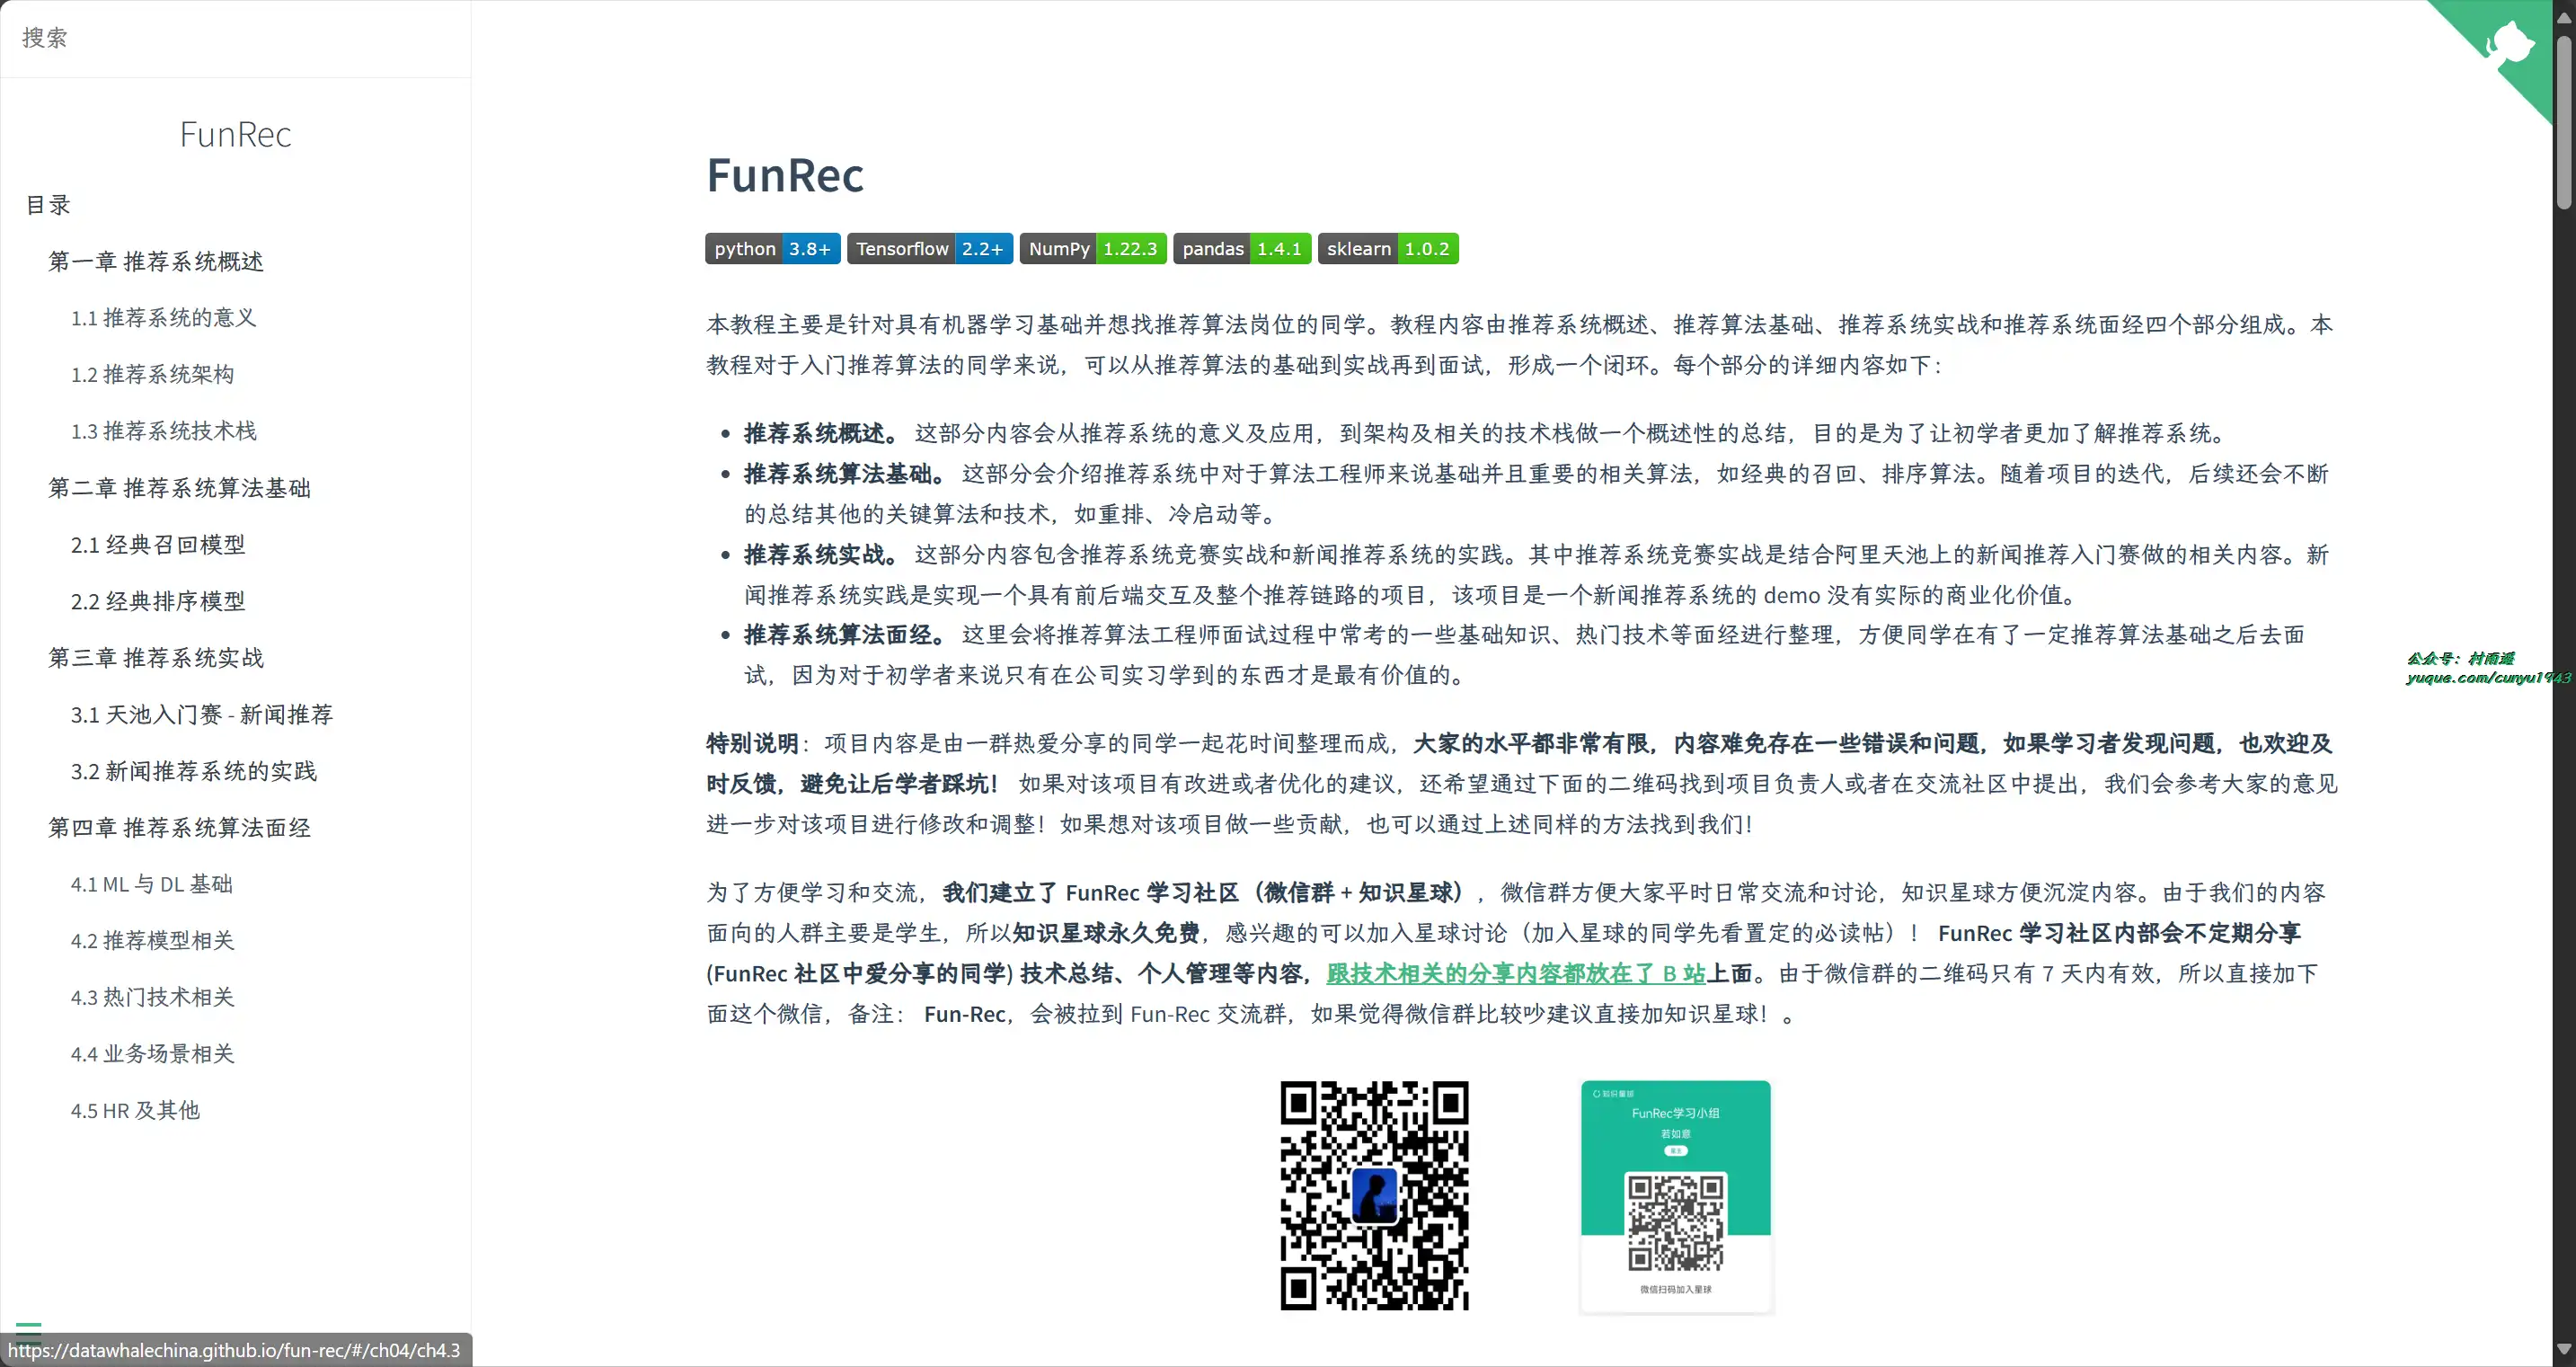 搜索
FunRec
目录
第一章 推荐系统概述
1.1 推荐系统的意义
1.2 推荐系统架构
1.3 推荐系统技术栈
第二章 推荐系统算法基础
2.1 经典召回模型
2.2 经典排序模型
第三章 推荐系统实战
3.1 天池入门赛 - 新闻推荐
3.2 新闻推荐系统的实践
第四章 推荐系统算法面经
4.1 ML 与 DL 基础
4.2 推荐模型相关
4.3 热门技术相关
4.4 业务场景相关
4.5 HR 及其他
https://datawhalechina.github.io/fun-rec/#/ch04/ch4.3
FunRec
python 3.8+ Tensorflow 2.2+ NumPy 1.22.3 pandas 1.4.1 sklearn 1.0.2
本教程主要是针对具有机器学习基础并想找推荐算法岗位的同学。教程内容由推荐系统概述、推荐算法基础、推荐系统实战和推荐系统面经四个部分组成。本
教程对于入门推荐算法的同学来说，可以从推荐算法的基础到实战再到面试，形成一个闭环。每个部分的详细内容如下：
• 推荐系统概述。 这部分内容会从推荐系统的意义及应用，到架构及相关的技术栈做一个概述性的总结，目的是为了让初学者更加了解推荐系统。
• 推荐系统算法基础。 这部分会介绍推荐系统中对于算法工程师来说基础并且重要的相关算法，如经典的召回、排序算法。随着项目的迭代，后续还会不断
的总结其他的关键算法和技术，如重排、冷启动等。
• 推荐系统实战。 这部分内容包含推荐系统竞赛实战和新闻推荐系统的实践。其中推荐系统竞赛实战是结合阿里天池上的新闻推荐入门赛做的相关内容。新
闻推荐系统实践是实现一个具有前后端交互及整个推荐链路的项目，该项目是一个新闻推荐系统的 demo 没有实际的商业化价值。
• 推荐系统算法面经。 这里会将推荐算法工程师面试过程中常考的一些基础知识、热门技术等面经进行整理，方便同学在有了一定推荐算法基础之后去面
试，因为对于初学者来说只有在公司实习学到的东西才是最有价值的。
特别说明：项目内容是由一群热爱分享的同学一起花时间整理而成，大家的水平都非常有限，内容难免存在一些错误和问题，如果学习者发现问题，也欢迎及
时反馈，避免让后学者踩坑！ 如果对该项目有改进或者优化的建议，还希望通过下面的二维码找到项目负责人或者在交流社区中提出，我们会参考大家的意见
进一步对该项目进行修改和调整！如果想对该项目做一些贡献，也可以通过上述同样的方法找到我们！
为了方便学习和交流，我们建立了 FunRec 学习社区（微信群 + 知识星球），微信群方便大家平时日常交流和讨论，知识星球方便沉淀内容。由于我们的内容
面向的人群主要是学生，所以知识星球永久免费，感兴趣的可以加入星球讨论（加入星球的同学先看置定的必读帖）！ FunRec 学习社区内部会不定期分享
(FunRec 社区中爱分享的同学) 技术总结、个人管理等内容，跟技术相关的分享内容都放在了 B 站上面。由于微信群的二维码只有 7 天内有效，所以直接加下
面这个微信，备注： Fun-Rec，会被拉到 Fun-Rec 交流群，如果觉得微信群比较吵建议直接加知识星球！。
知识星球
FunRec学习小组
若如意
微信扫码加入星球
公众号：村雨遥
yuque.com/cunyu1943